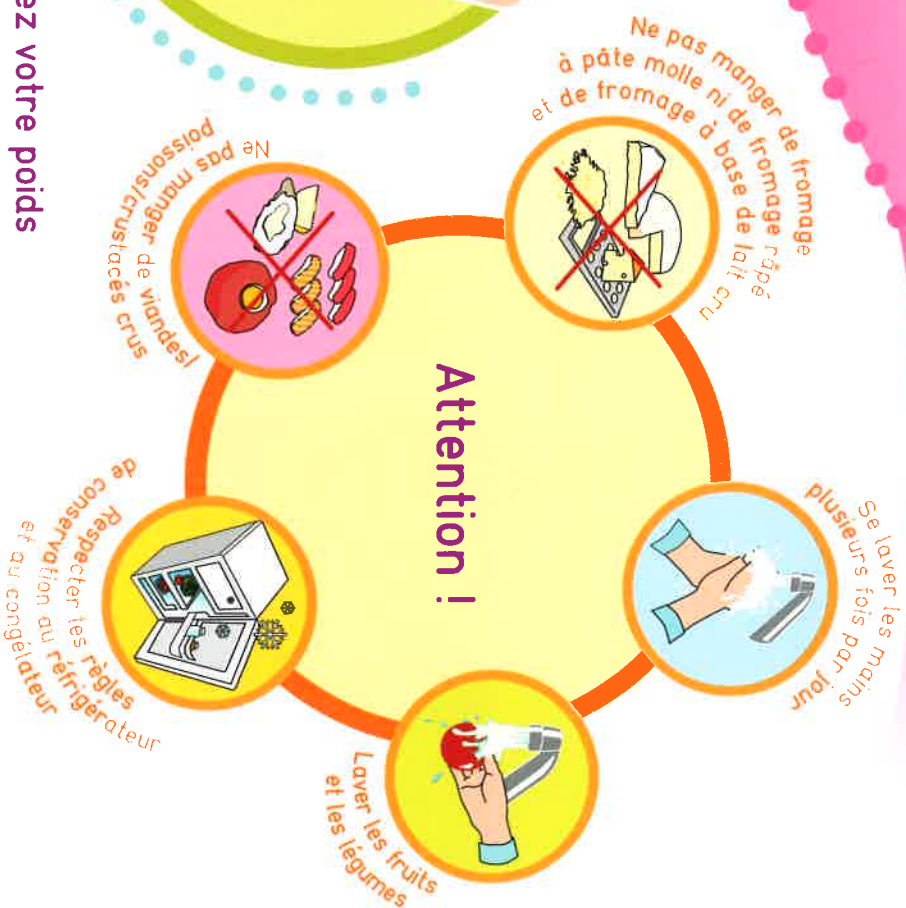 Ne pas manger de fromage
à pâte molle ni de fromage râpé
et de fromage à base de lait cru
Se laver les mains
plusieurs fois par jour
Attention !
Laver les fruits
et les légumes
Ne pas manger de viandes/
poissons/crustacés crus
Respecter les règles
de conservation au réfrigérateur
et au congélateur
ez votre poids